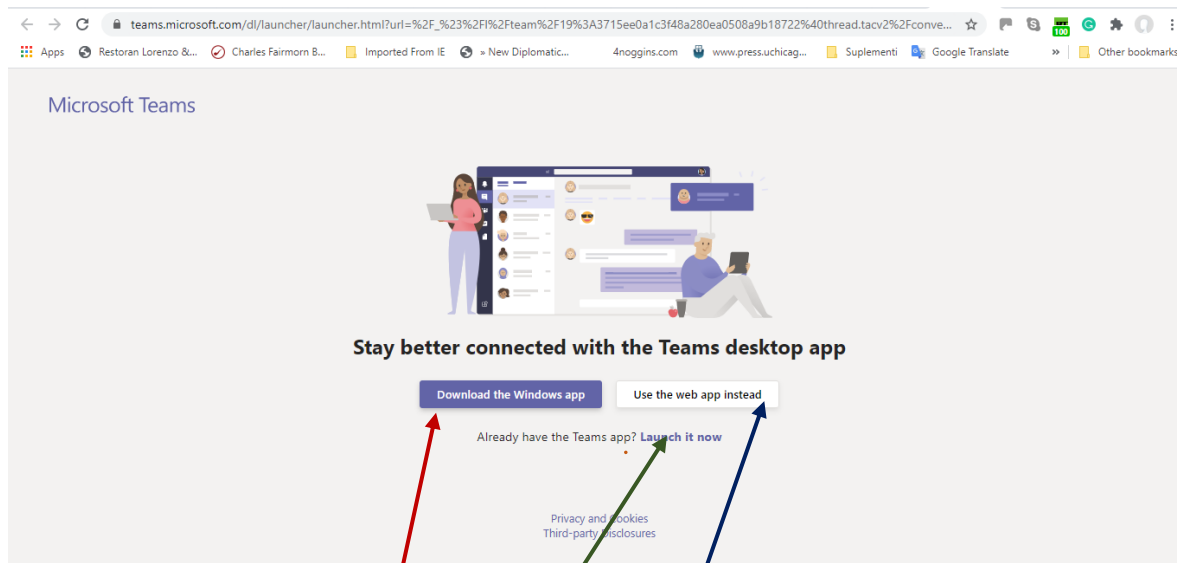 teams.microsoft.com/dl/launcher/launcher.html?url=%2F_%23%2Fl%2Fteam%2F19%3A3715ee0a1c3f48a280ea0508a9b18722%40thread.tacv2%2Fconve...
100
Apps Restoran Lorenzo &... Charles Fairmorn B... Imported From IE » New Diplomatic... 4noggins.com www.press.uchicag... Suplementi Google Translate » Other bookmarks
Microsoft Teams
Stay better connected with the Teams desktop app
Download the Windows app Use the web app instead
Already have the Teams app? Launch it now
Privacy and Cookies
Third-party Disclosures